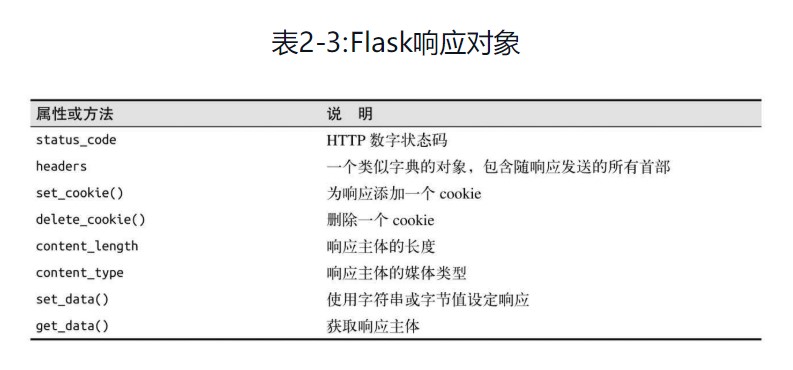 表2-3:Flask响应对象
属性或方法 说 明
status_code HTTP 数字状态码
headers 一个类似字典的对象，包含随响应发送的所有首部
set_cookie() 为响应添加一个 cookie
delete_cookie() 删除一个 cookie
content_length 响应主体的长度
content_type 响应主体的媒体类型
set_data() 使用字符串或字节值设定响应
get_data() 获取响应主体